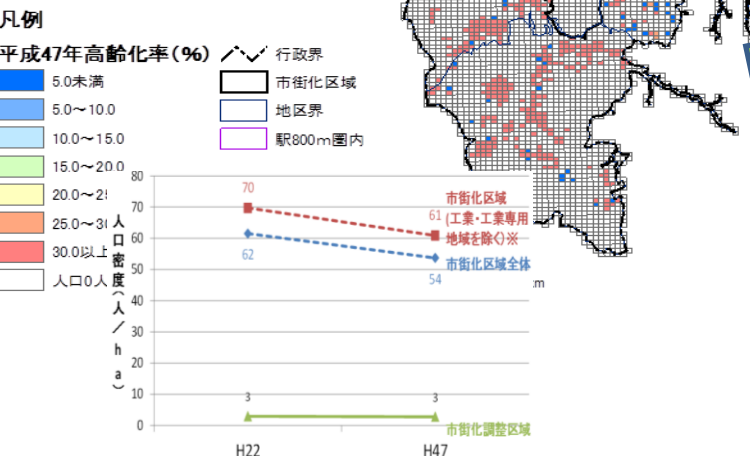 凡例
平成47年高齢化率(%)
5.0未満
5.0～10.0
10.0～15.0
15.0～20.0
20.0～2
25.0～3
30.0以上
人口0人
行政界
市街化区域
地区界
駅800m圏内
人口密度(人/ha)
80
70
60
50
40
30
20
10
0
70
61
62
54
3
3
市街化区域
(工業・工業専用
地域を除く)※
市街化区域全体
市街化調整区域
H22
H47
cm